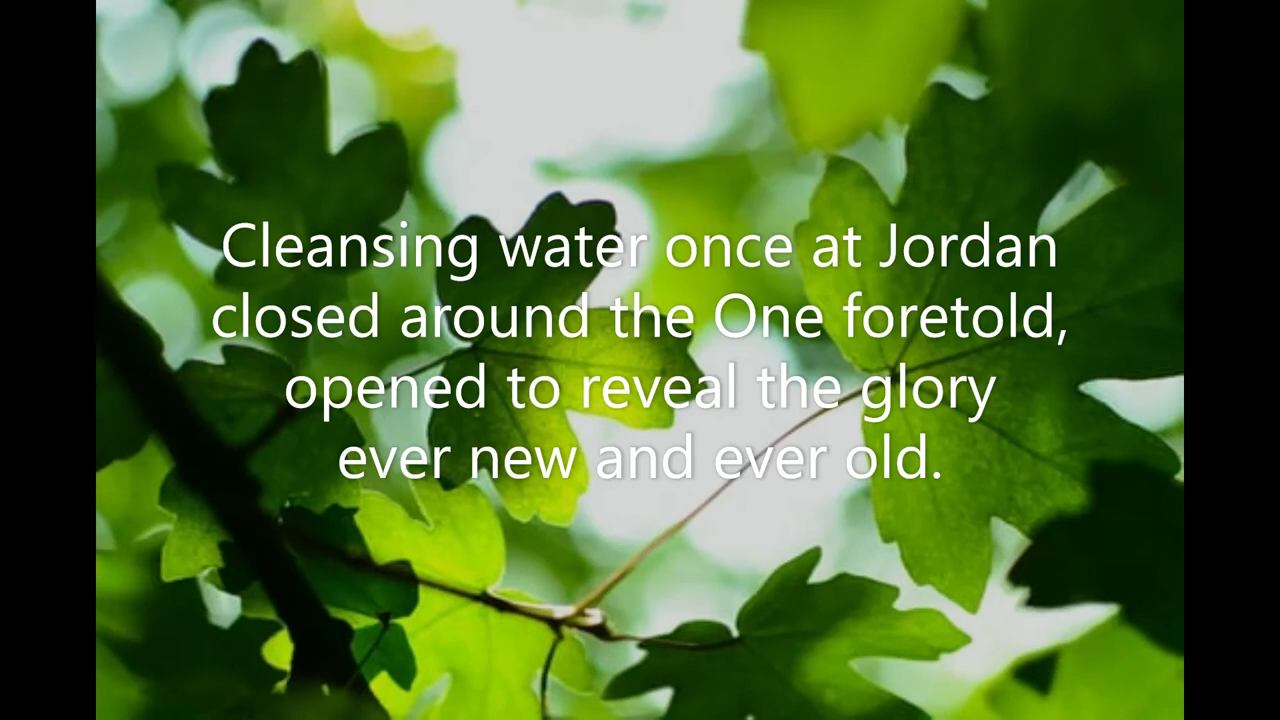 Cleansing water once at Jordan
closed around the One foretold,
opened to reveal the glory
ever new and ever old.